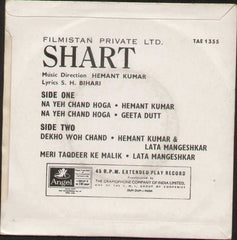 FILMISTAN PRIVATE LTD.
TAE 1355
SHART
Music Direction HEMANT KUMAR
Lyrics S. H. BIHARI
SIDE ONE
NA YEH CHAND HOGA • HEMANT KUMAR
NA YEH CHAND HOGA • GEETA DUTT
SIDE TWO
DEKHO WOH CHAND • HEMANT KUMAR &
LATA MANGESHKAR
MERI TAQDEER KE MALIK • LATA MANGESHKAR
Angel
45 R.P.M. EXTENDED PLAY RECORD
THE GRAMOPHONE COMPANY OF INDIA LIMITED.